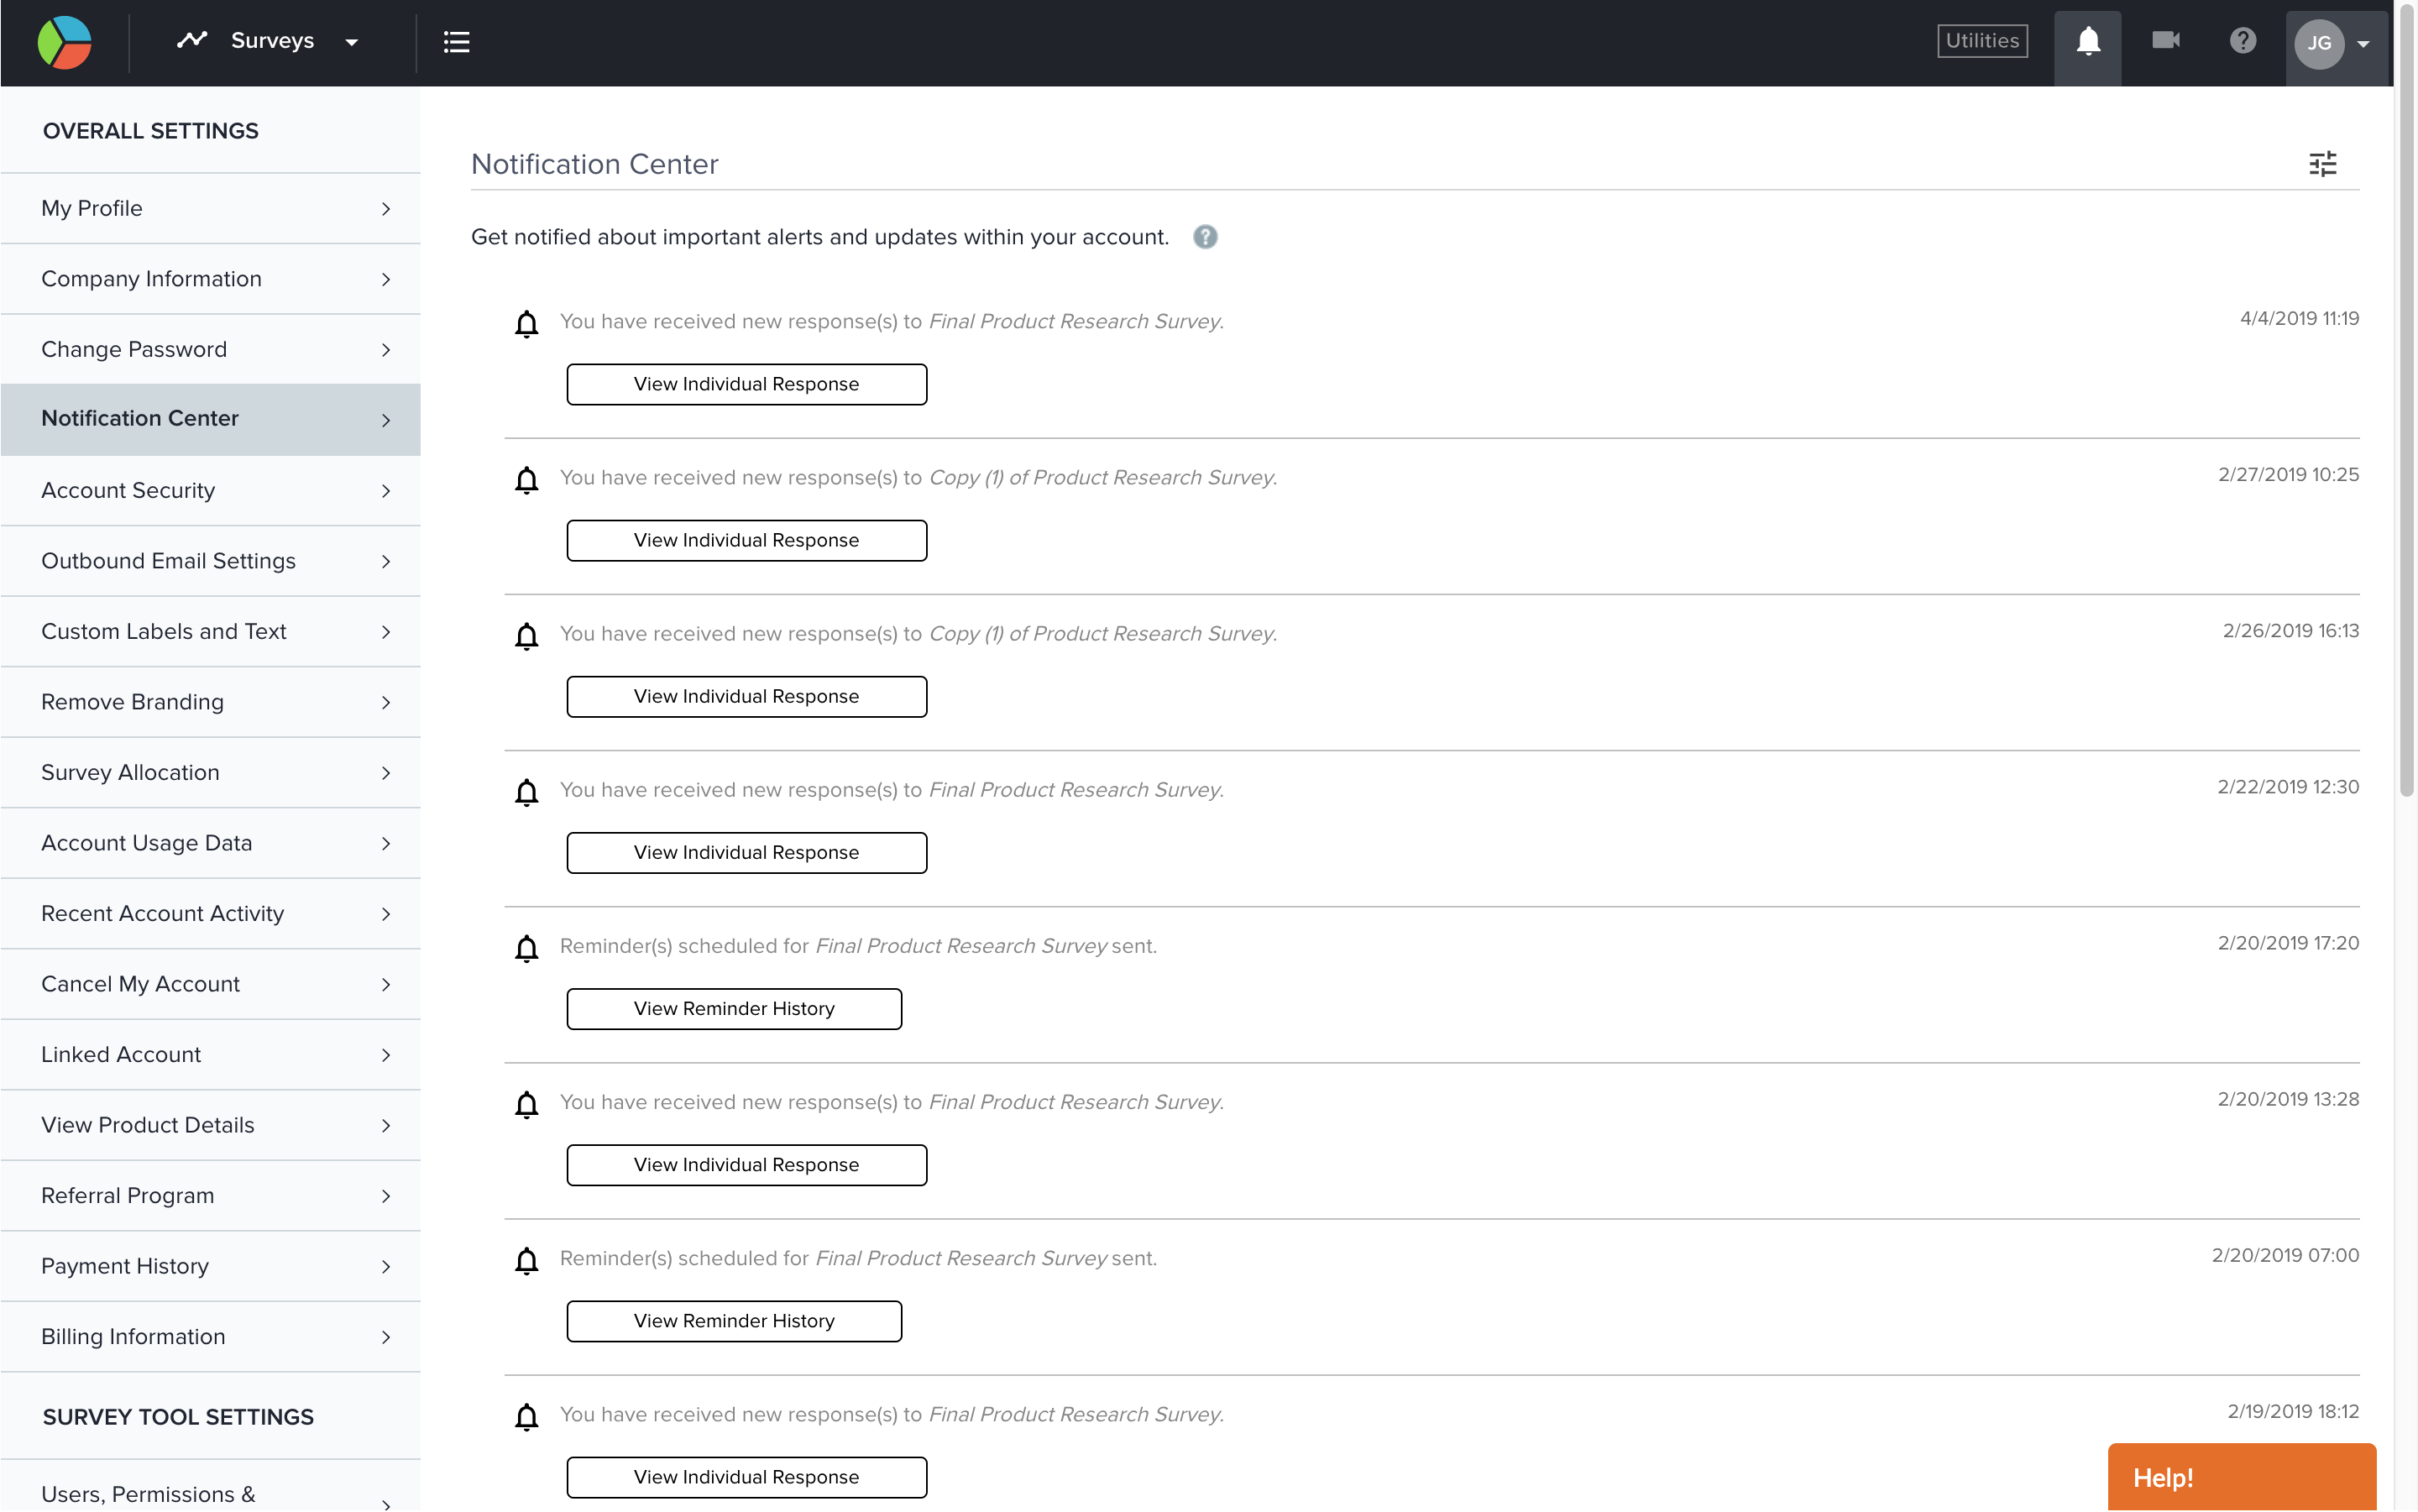 Surveys
Utilities
JG
OVERALL SETTINGS
My Profile
Company Information
Change Password
Notification Center
Account Security
Outbound Email Settings
Custom Labels and Text
Remove Branding
Survey Allocation
Account Usage Data
Recent Account Activity
Cancel My Account
Linked Account
View Product Details
Referral Program
Payment History
Billing Information
SURVEY TOOL SETTINGS
Users, Permissions &
Notification Center
Get notified about important alerts and updates within your account. ?
You have received new response(s) to Final Product Research Survey. 4/4/2019 11:19
View Individual Response
You have received new response(s) to Copy (1) of Product Research Survey. 2/27/2019 10:25
View Individual Response
You have received new response(s) to Copy (1) of Product Research Survey. 2/26/2019 16:13
View Individual Response
You have received new response(s) to Final Product Research Survey. 2/22/2019 12:30
View Individual Response
Reminder(s) scheduled for Final Product Research Survey sent. 2/20/2019 17:20
View Reminder History
You have received new response(s) to Final Product Research Survey. 2/20/2019 13:28
View Individual Response
Reminder(s) scheduled for Final Product Research Survey sent. 2/20/2019 07:00
View Reminder History
You have received new response(s) to Final Product Research Survey. 2/19/2019 18:12
View Individual Response
Help!